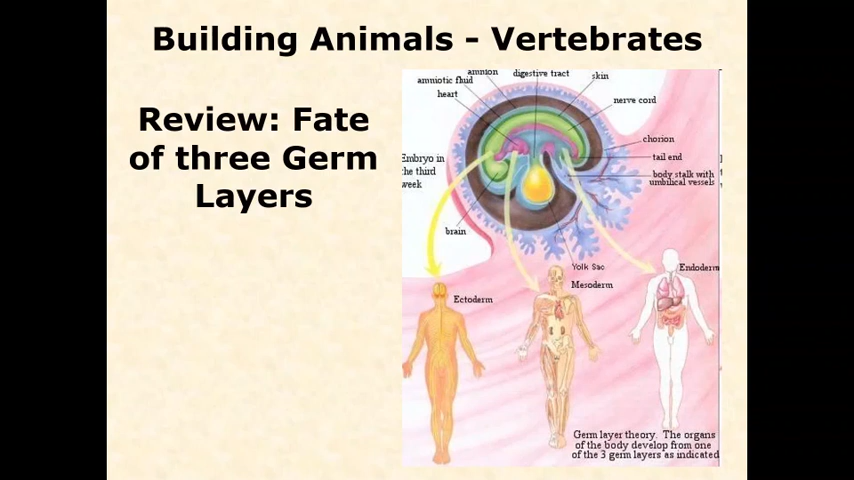 Building Animals - Vertebrates
Review: Fate
of three Germ
Layers
amnion
digestive tract
amniotic fluid
skin
heart
nerve cord
chorion
Embryo in
the third
week
tail end
body stalk with
umbilical vessels
brain
Yolk Sac
Endoderm
Mesoderm
Ectoderm
Germ layer theory. The organs
of the body develop from one
of the 3 germ layers as indicated